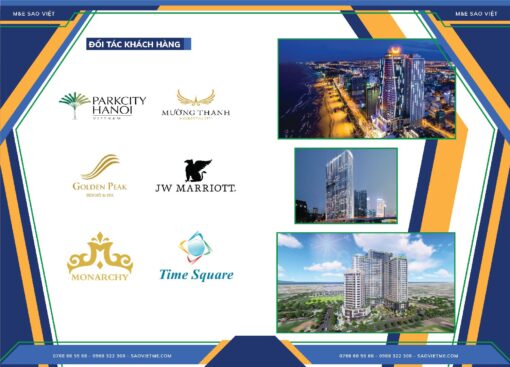 M&E SAO VIỆT
M&E SAO VIỆT
ĐỐI TÁC KHÁCH HÀNG
PARKCITY
HANOI
VIETNAM
MƯỜNG THANH
HOSPITALITY
GOLDEN PEAK
RESORT & SPA
JW MARRIOTT
MONARCHY
Time Square
0768 88 55 88 - 0988 322 308 - SAOVIETME.COM
0768 88 55 88 - 0988 322 308 - SAOVIETME.COM